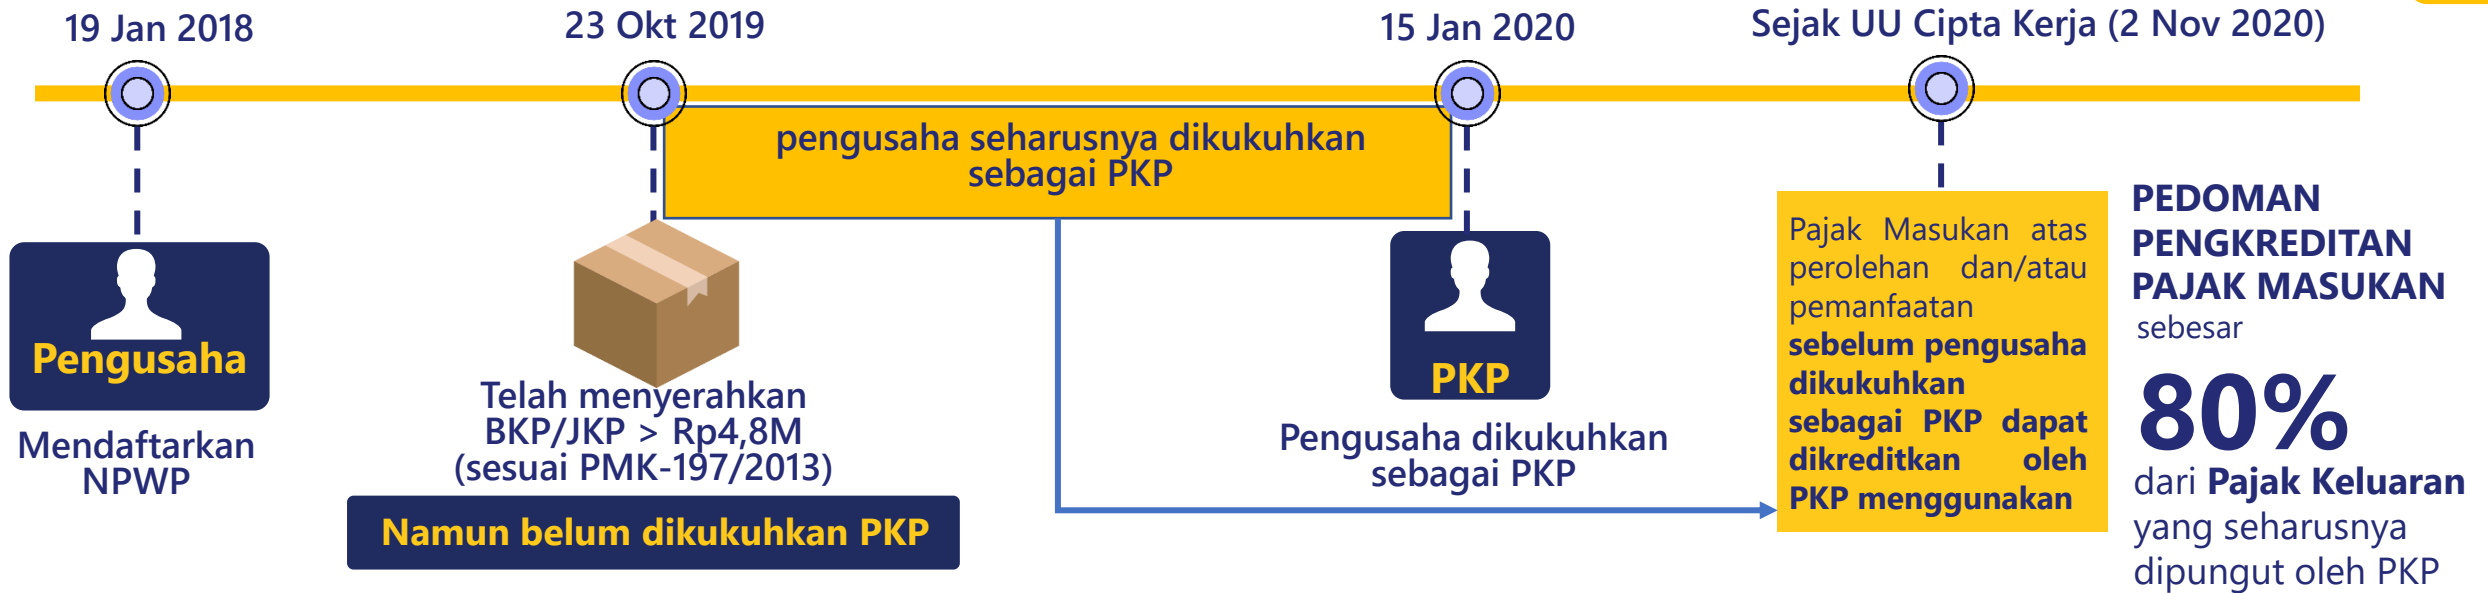 19 Jan 2018
23 Okt 2019
15 Jan 2020
Sejak UU Cipta Kerja (2 Nov 2020)
pengusaha seharusnya dikukuhkan
sebagai PKP
Pengusaha
Mendaftarkan
NPWP
Telah menyerahkan
BKP/JKP > Rp4,8M
(sesuai PMK-197/2013)
Namun belum dikukuhkan PKP
PKP
Pengusaha dikukuhkan
sebagai PKP
Pajak Masukan atas
perolehan dan/atau
pemanfaatan
sebelum pengusaha
dikukuhkan
sebagai PKP dapat
dikreditkan oleh
PKP menggunakan
PEDOMAN
PENGKREDITAN
PAJAK MASUKAN
sebesar
80%
dari Pajak Keluaran
yang seharusnya
dipungut oleh PKP